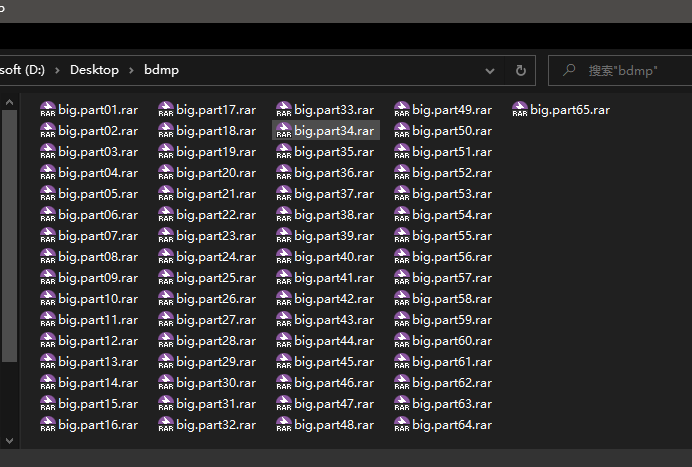 soft (D:) > Desktop > bdmp
搜索"bdmp"
big.part01.rar big.part17.rar big.part33.rar big.part49.rar big.part65.rar
big.part02.rar big.part18.rar big.part34.rar big.part50.rar
big.part03.rar big.part19.rar big.part35.rar big.part51.rar
big.part04.rar big.part20.rar big.part36.rar big.part52.rar
big.part05.rar big.part21.rar big.part37.rar big.part53.rar
big.part06.rar big.part22.rar big.part38.rar big.part54.rar
big.part07.rar big.part23.rar big.part39.rar big.part55.rar
big.part08.rar big.part24.rar big.part40.rar big.part56.rar
big.part09.rar big.part25.rar big.part41.rar big.part57.rar
big.part10.rar big.part26.rar big.part42.rar big.part58.rar
big.part11.rar big.part27.rar big.part43.rar big.part59.rar
big.part12.rar big.part28.rar big.part44.rar big.part60.rar
big.part13.rar big.part29.rar big.part45.rar big.part61.rar
big.part14.rar big.part30.rar big.part46.rar big.part62.rar
big.part15.rar big.part31.rar big.part47.rar big.part63.rar
big.part16.rar big.part32.rar big.part48.rar big.part64.rar